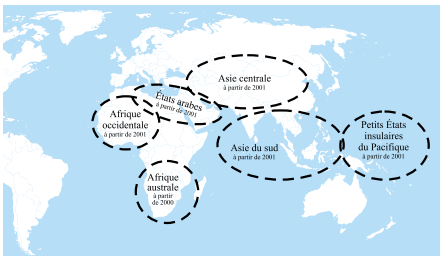 Asie centrale
à partir de 2001
États arabes
à partir de 2001
Afrique
occidentale
à partir de 2001
Asie du sud
à partir de 2001
Petits États
insulaires
du Pacifique
à partir de 2001
Afrique
australe
à partir
de 2000